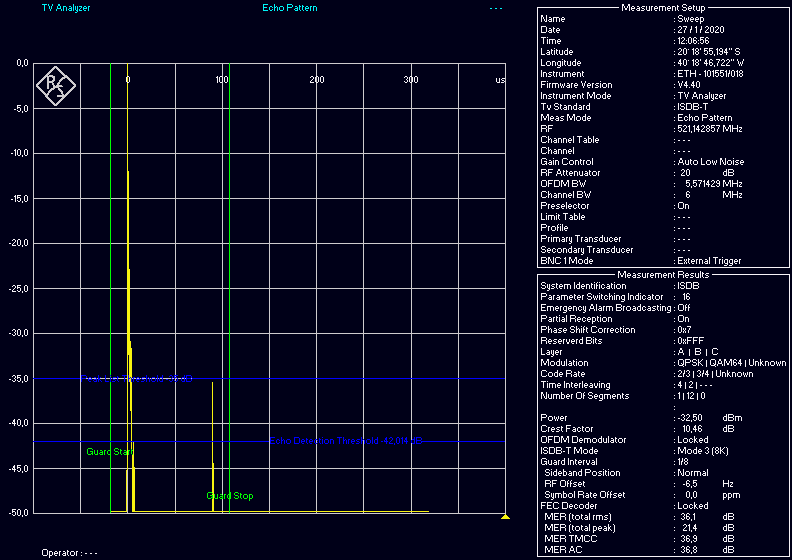 TV Analyzer Echo Pattern ---
0,0
0 100 200 300 us
-5,0
-10,0
-15,0
-20,0
-25,0
-30,0
-35,0
-40,0
-45,0
-50,0
Guard Start
Echo Detection Threshold -42,014 dB
Guard Stop
Operator : ---
Measurement Setup
Name : Sweep
Date : 27 / 1 / 2020
Time : 12:06:56
Latitude : 20° 18' 55,194" S
Longitude : 40° 18' 46,722" W
Instrument : ETH - 101551/018
Firmware Version : V4.40
Instrument Mode : TV Analyzer
Tv Standard : ISDB-T
Meas Mode : Echo Pattern
RF : 521,142857 MHz
Channel Table : ---
Channel : ---
Gain Control : Auto Low Noise
RF Attenuator : 20 dB
OFDM BW : 5,571429 MHz
Channel BW : 6 MHz
Preselector : On
Limit Table : ---
Profile : ---
Primary Transducer : ---
Secondary Transducer : ---
BNC 1 Mode : External Trigger
Measurement Results
System Identification : ISDB
Parameter Switching Indicator : 16
Emergency Alarm Broadcasting : Off
Partial Reception : On
Phase Shift Correction : 0x7
Reserverd Bits : 0xFFF
Layer : A | B | C
Modulation : QPSK | QAM64 | Unknown
Code Rate : 2/3 | 3/4 | Unknown
Time Interleaving : 4 | 2 | ---
Number Of Segments : 1 | 12 | 0
:
Power : -32,50 dBm
Crest Factor : 10,46 dB
OFDM Demodulator : Locked
ISDB-T Mode : Mode 3 (8K)
Guard Interval : 1/8
Sideband Position : Normal
RF Offset : -6,5 Hz
Symbol Rate Offset : 0,0 ppm
FEC Decoder : Locked
MER (total rms) : 36,1 dB
MER (total peak) : 21,4 dB
MER TMCC : 36,9 dB
MER AC : 36,8 dB